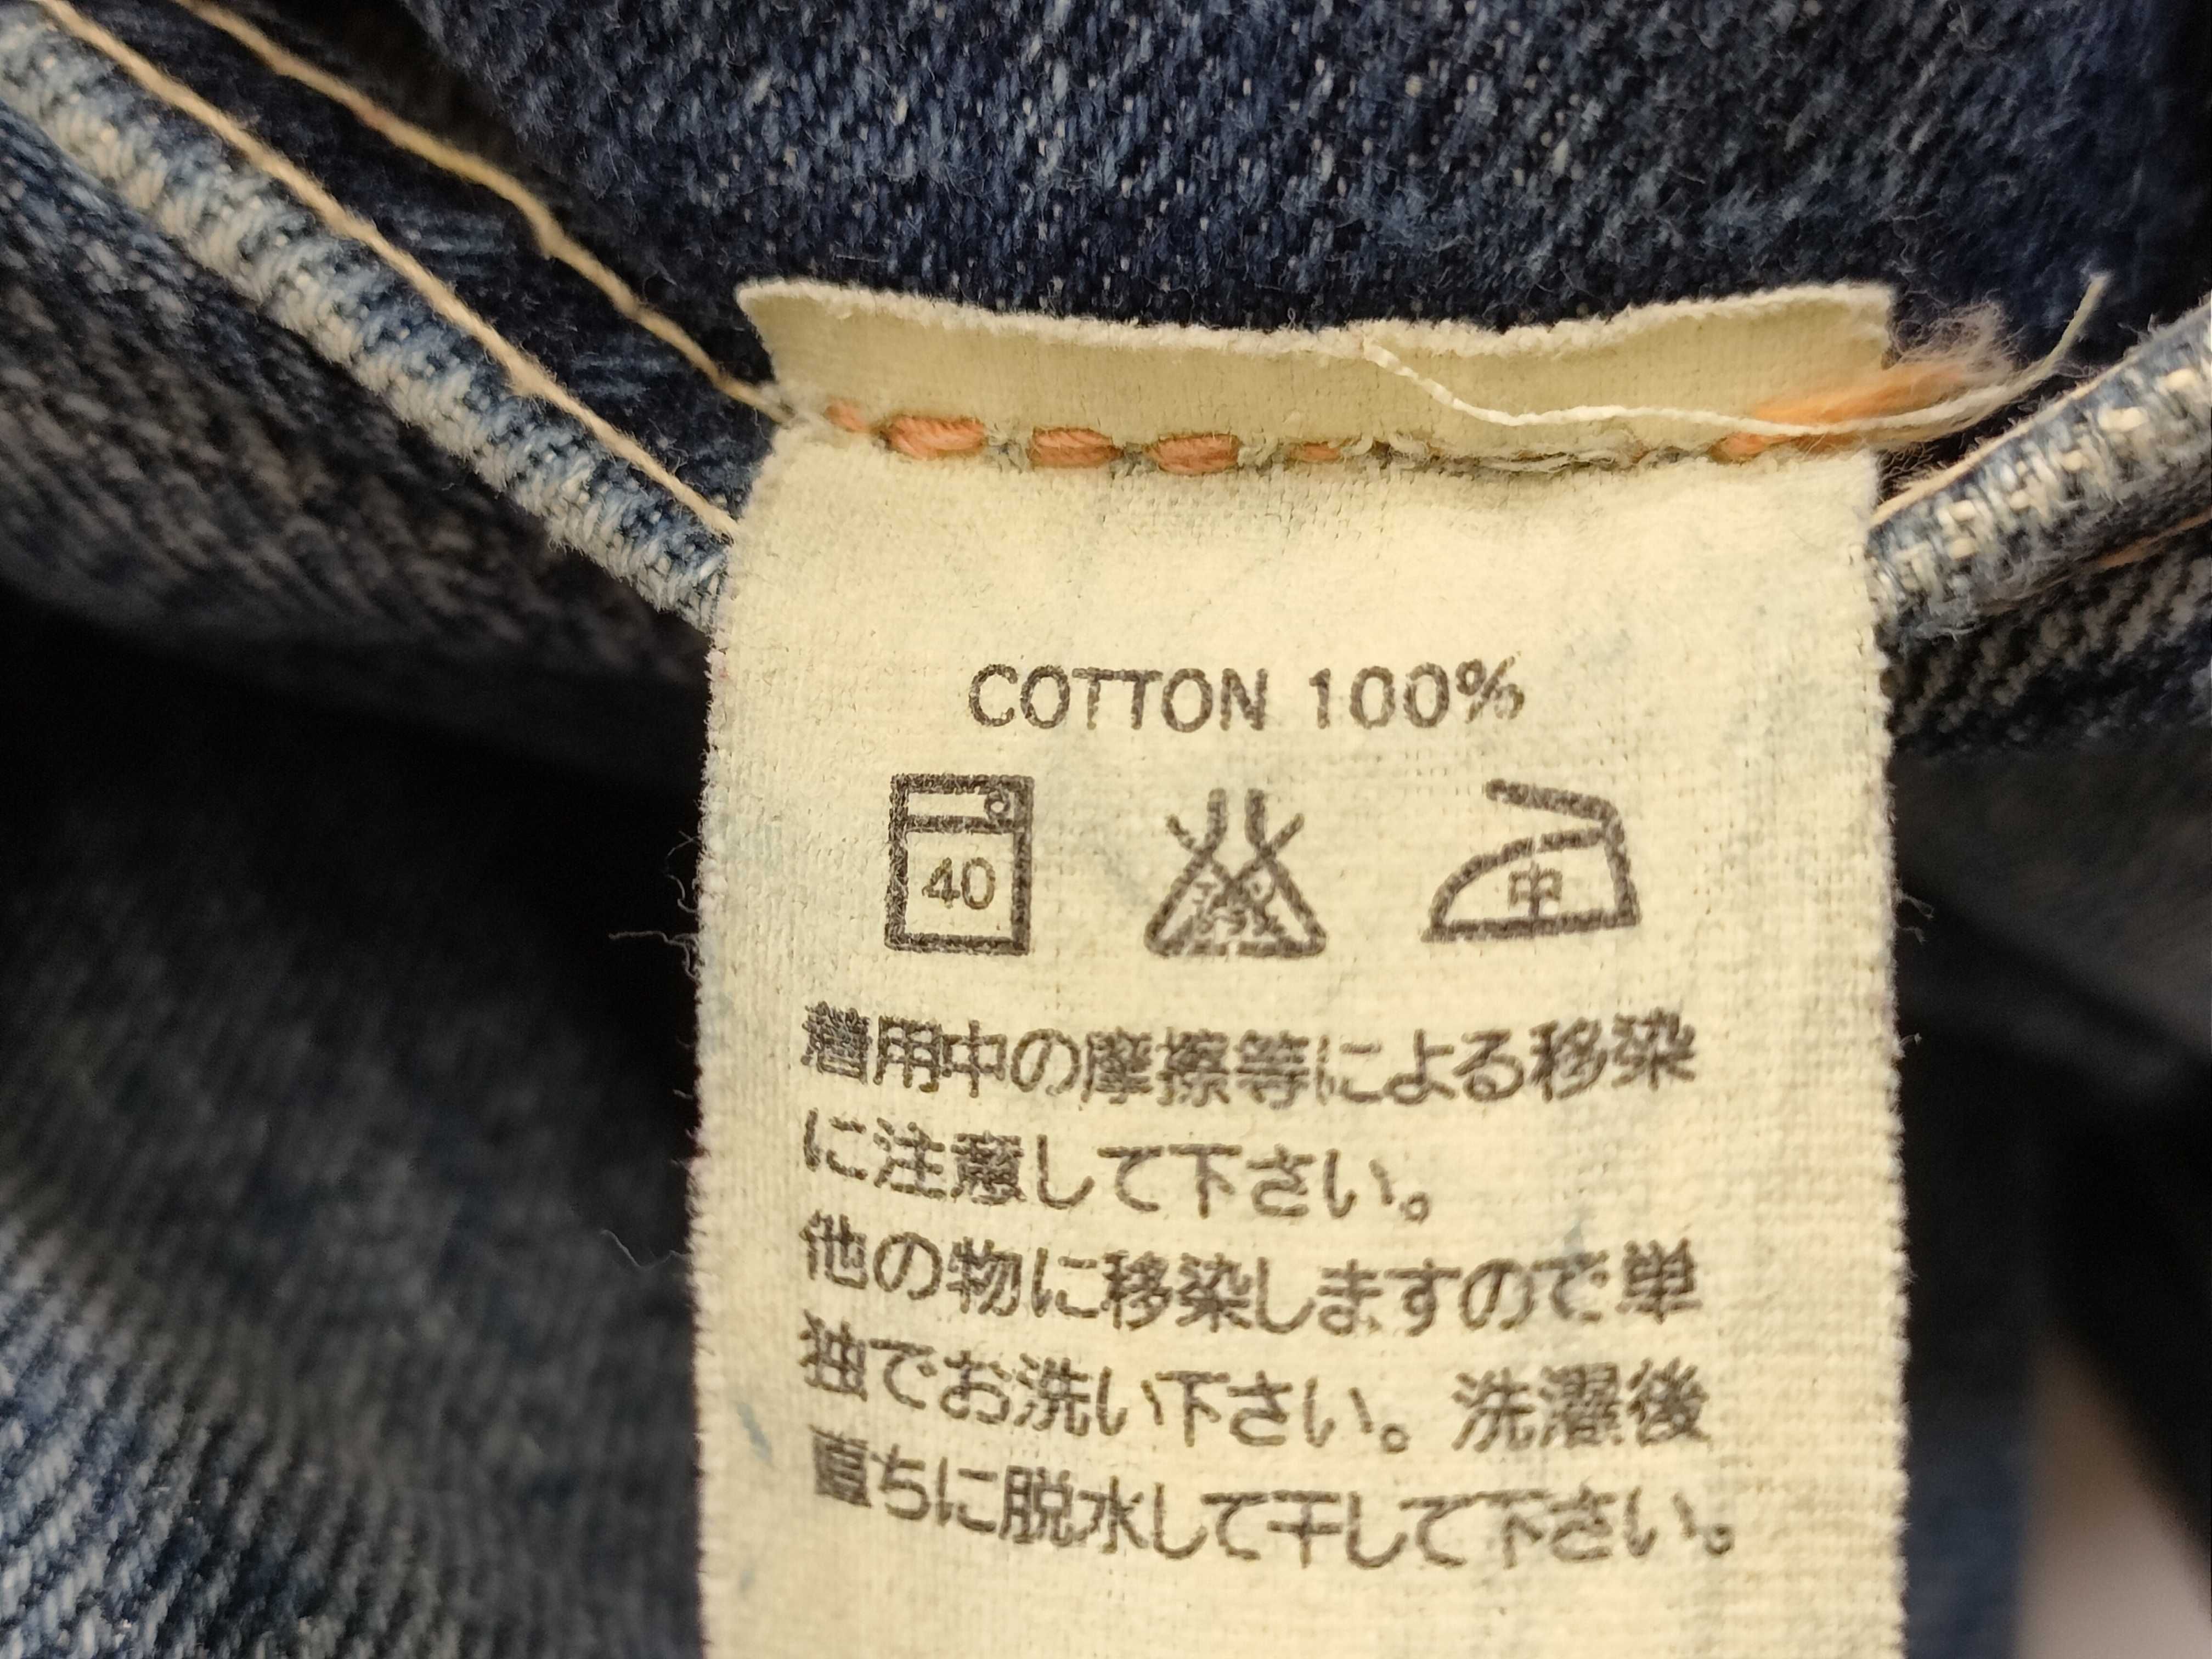 COTTON 100%
40 中
着用中の摩擦等による移染
に注意して下さい。
他の物に移染しますので単
独でお洗い下さい。洗濯後
直ちに脱水して干して下さい。